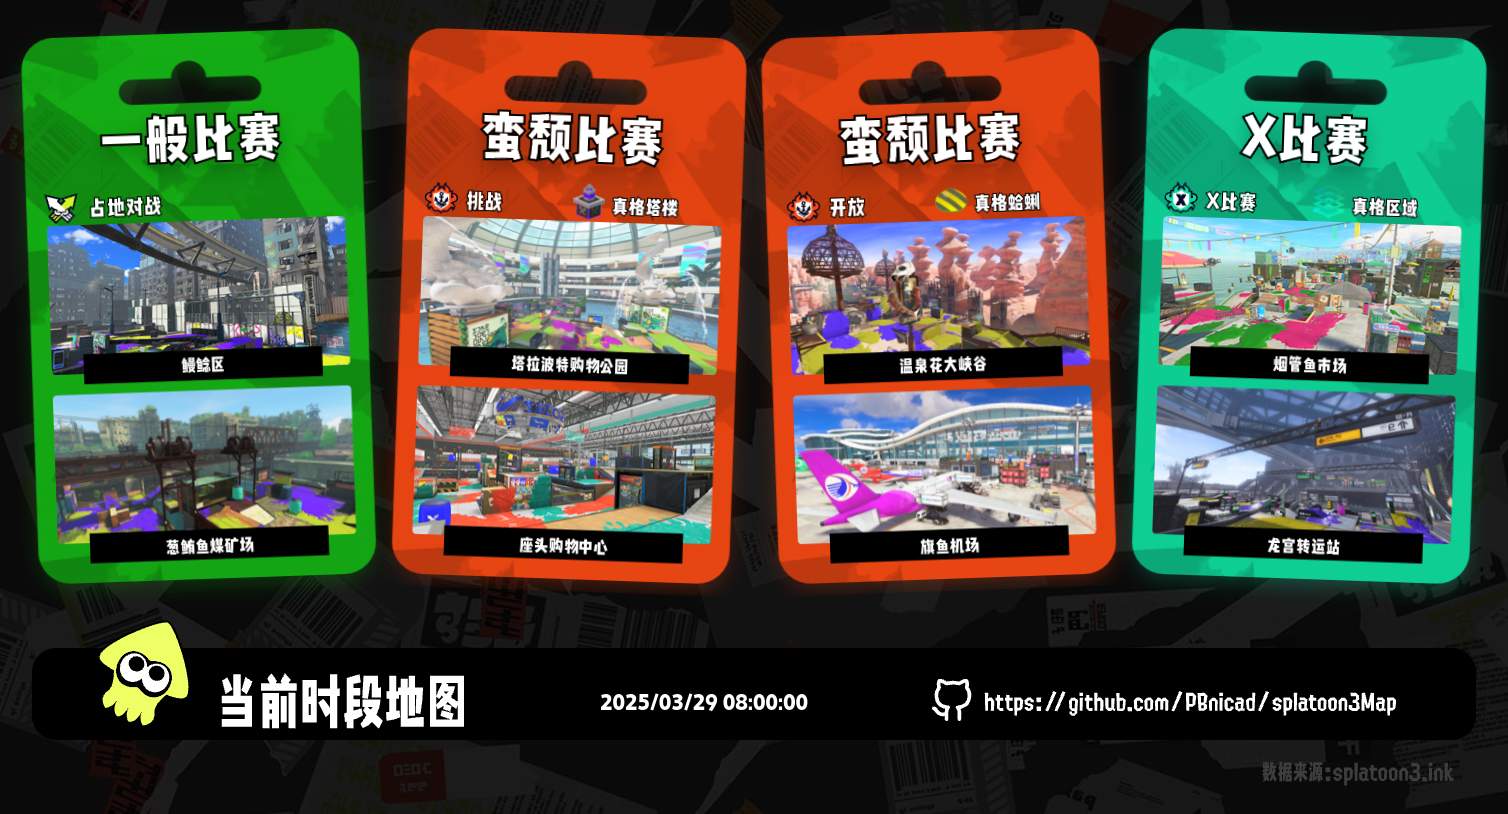 一般比赛
占地对战
鳗鲶区
葱鲔鱼煤矿场
蛮颓比赛
挑战
真格塔楼
塔拉波特购物公园
座头购物中心
蛮颓比赛
开放
真格蛤蜊
温泉花大峡谷
旗鱼机场
X比赛
X比赛
真格区域
烟管鱼市场
龙宫转运站
当前时段地图
2025/03/29 08:00:00
https://github.com/PBnicad/splatoon3Map
数据来源:splatoon3.ink